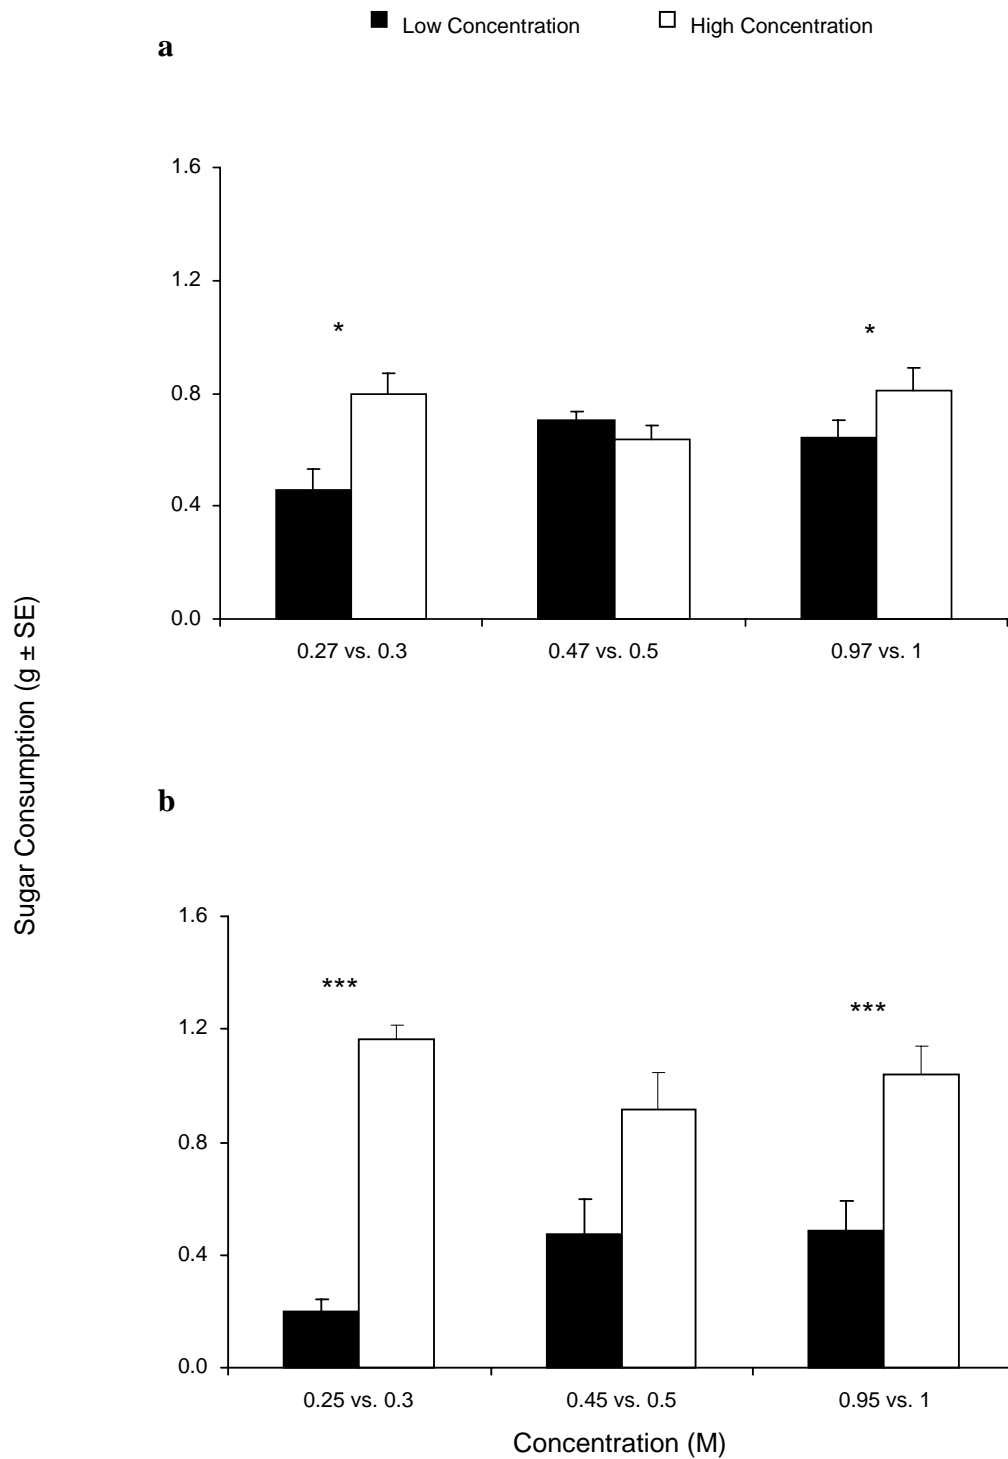 Low Concentration High Concentration
a
1.6
1.2
* *
0.8
0.4
0.0
0.27 vs. 0.3 0.47 vs. 0.5 0.97 vs. 1
Sugar Consumption (g ± SE)
b
1.6
*** ***
1.2
0.8
0.4
0.0
0.25 vs. 0.3 0.45 vs. 0.5 0.95 vs. 1
Concentration (M)